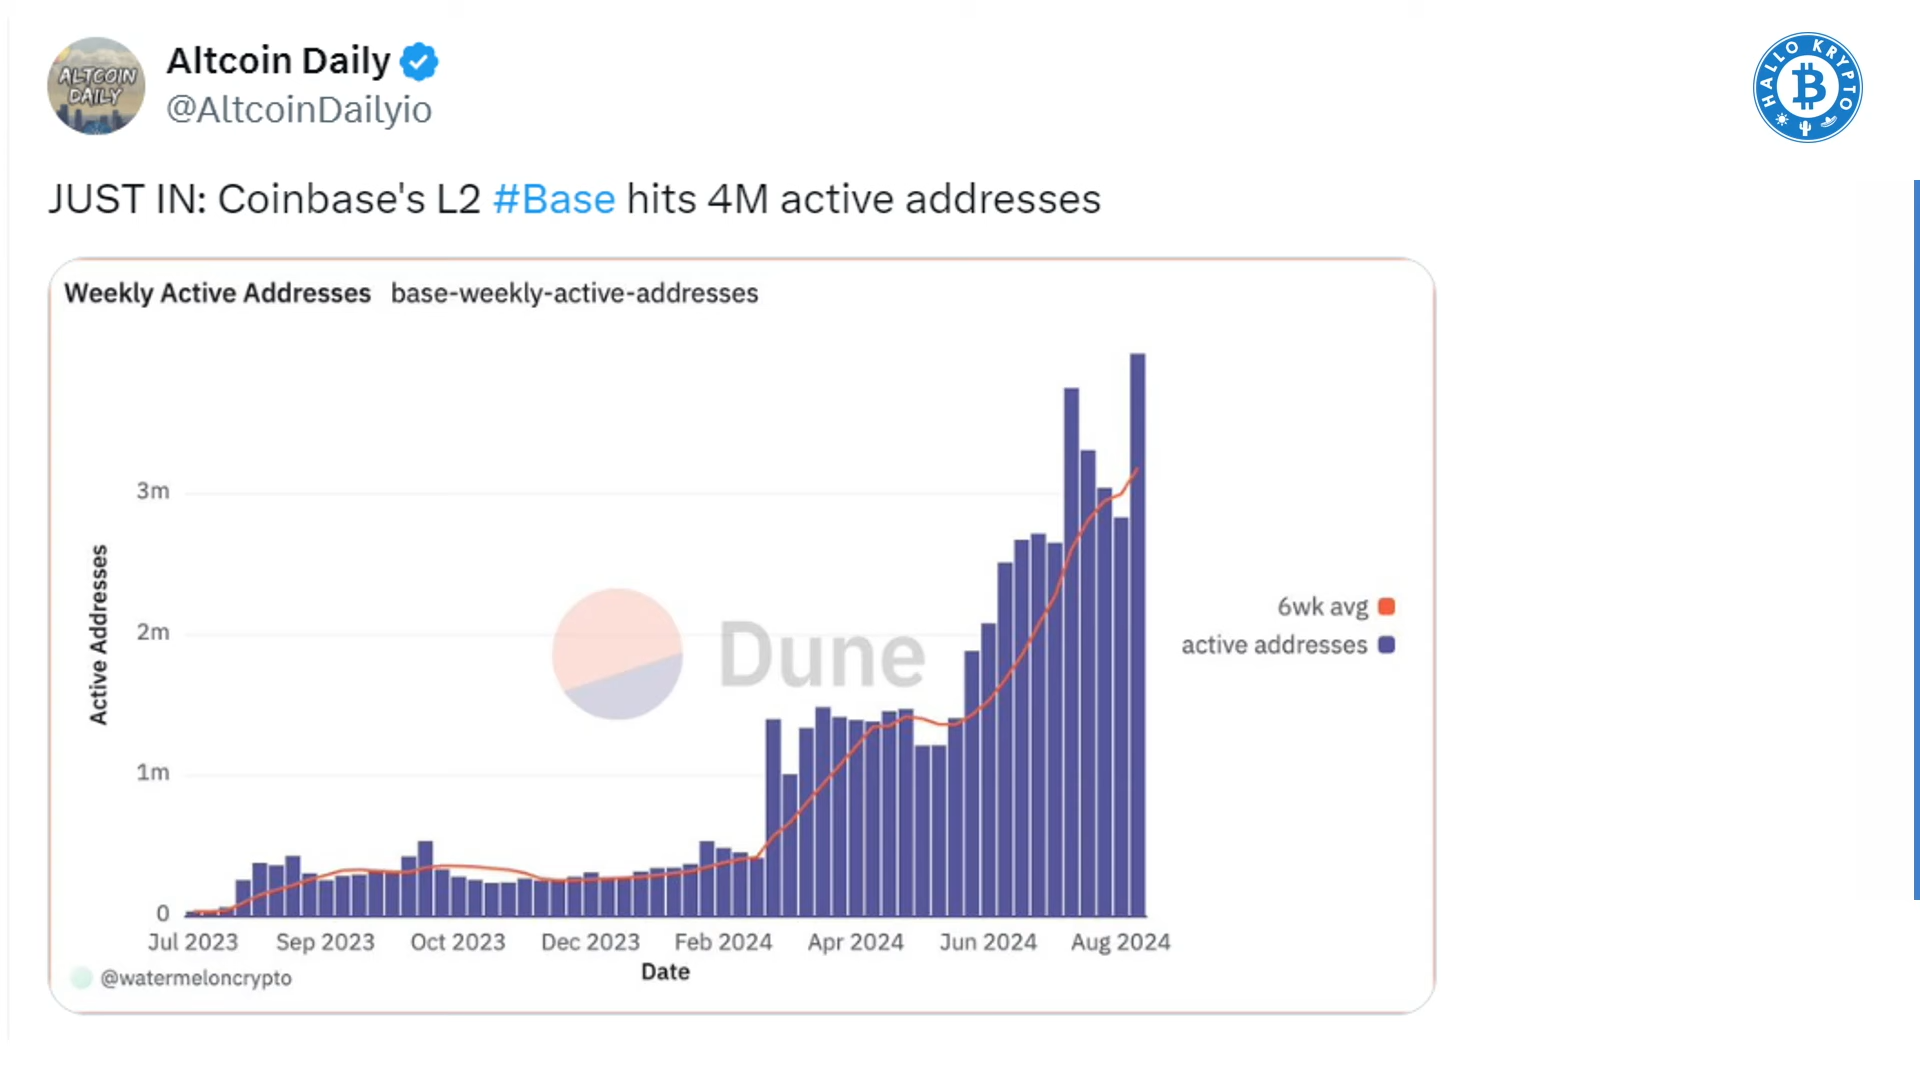 Altcoin Daily
@AltcoinDailyio
ALTCOIN
DAILY
HALLO KRYPTO
JUST IN: Coinbase's L2 #Base hits 4M active addresses
Weekly Active Addresses base-weekly-active-addresses
3m
2m
1m
0
Active Addresses
Dune
6wk avg
active addresses
Jul 2023 Sep 2023 Oct 2023 Dec 2023 Feb 2024 Apr 2024 Jun 2024 Aug 2024
Date
@watermeloncrypto